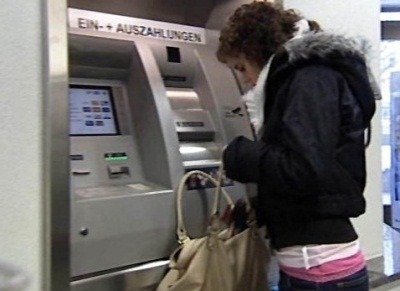 EIN- + AUSZAHLUNGEN